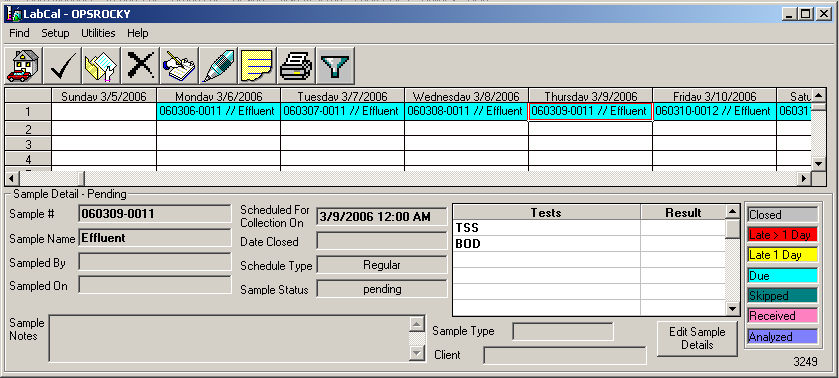 LabCal - OPSROCKY
Find Setup Utilities Help
Sunday 3/5/2006 Monday 3/6/2006 Tuesday 3/7/2006 Wednesday 3/8/2006 Thursday 3/9/2006 Friday 3/10/2006 Satu
1 060306-0011 // Effluent 060307-0011 // Effluent 060308-0011 // Effluent 060309-0011 // Effluent 060310-0012 // Effluent 06031
2
3
4
Sample Detail - Pending
Sample # 060309-0011
Scheduled For Collection On 3/9/2006 12:00 AM
Sample Name Effluent
Date Closed
Sampled By
Schedule Type Regular
Sampled On
Sample Status pending
Tests Result
TSS
BOD
Closed
Late > 1 Day
Late 1 Day
Due
Skipped
Received
Analyzed
Sample Notes
Sample Type
Client
Edit Sample Details
3249